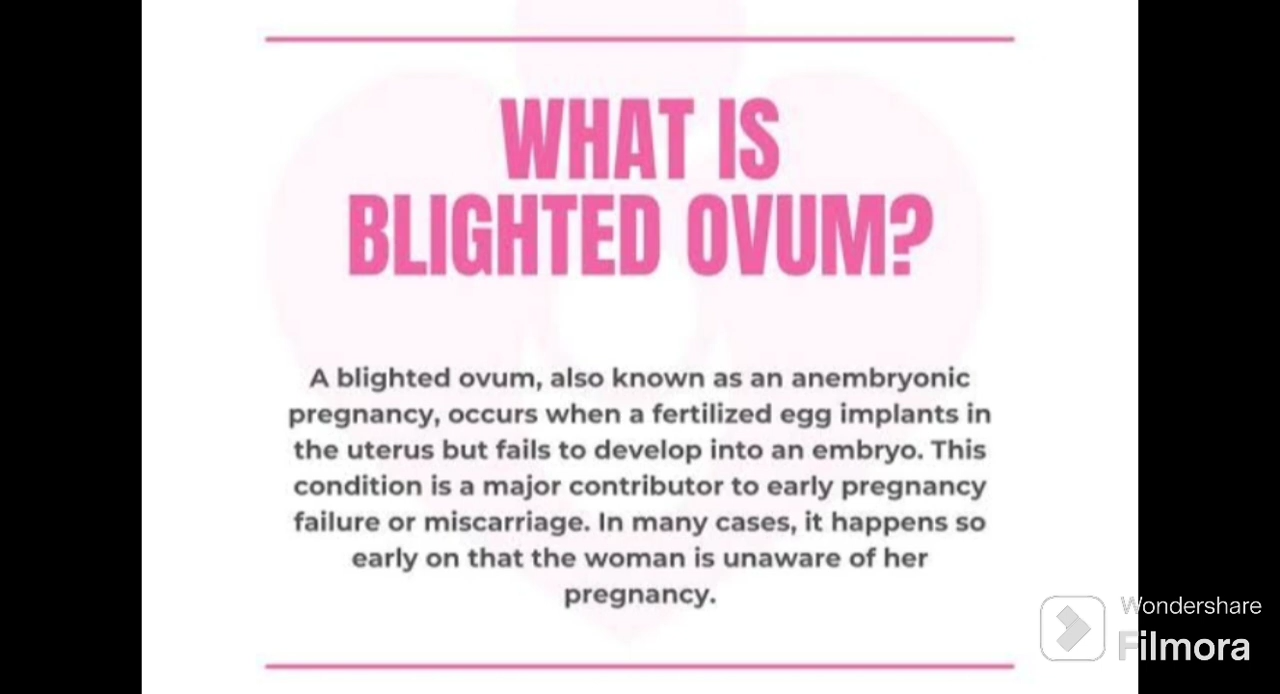 WHAT IS
BLIGHTED OVUM?
A blighted ovum, also known as an anembryonic
pregnancy, occurs when a fertilized egg implants in
the uterus but fails to develop into an embryo. This
condition is a major contributor to early pregnancy
failure or miscarriage. In many cases, it happens so
early on that the woman is unaware of her
pregnancy.
Wondershare
Filmora